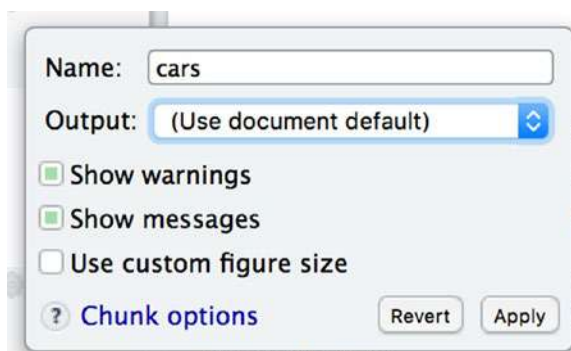 Name: cars
Output: (Use document default)
Show warnings
Show messages
Use custom figure size
? Chunk options Revert Apply